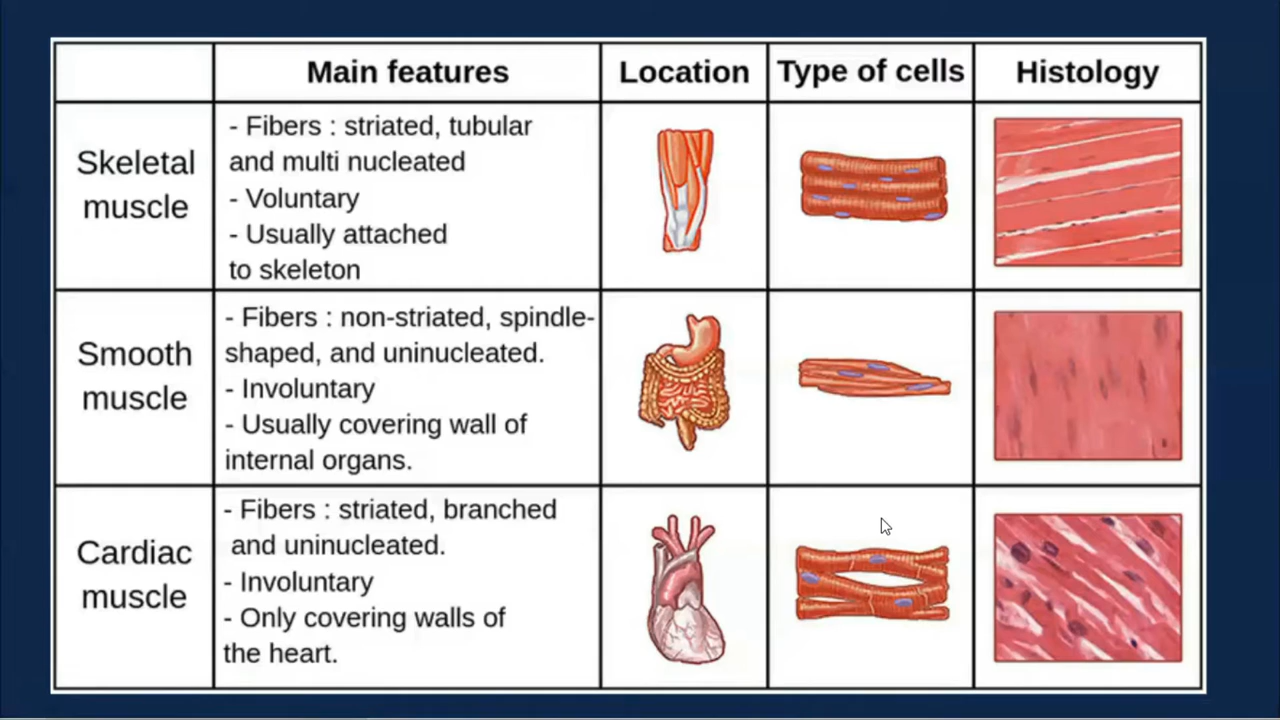 Main features
Location
Type of cells
Histology
Skeletal
muscle
- Fibers : striated, tubular
and multi nucleated
- Voluntary
- Usually attached
to skeleton
Smooth
muscle
- Fibers : non-striated, spindle-
shaped, and uninucleated.
- Involuntary
- Usually covering wall of
internal organs.
Cardiac
muscle
- Fibers : striated, branched
and uninucleated.
- Involuntary
- Only covering walls of
the heart.